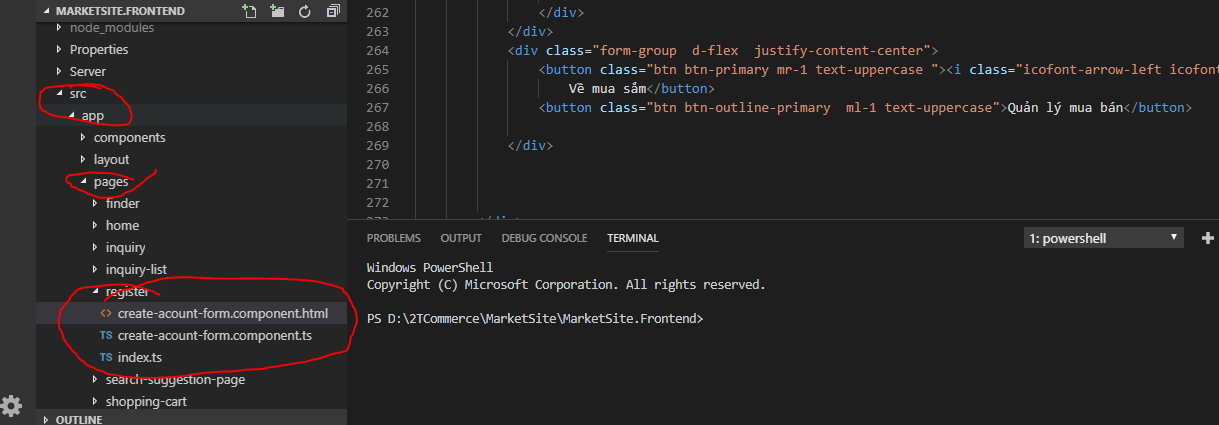 MARKETSITE.FRONTEND
node_modules
Properties
Server
src
app
components
layout
pages
finder
home
inquiry
inquiry-list
register
<> create-acount-form.component.html
TS create-acount-form.component.ts
TS index.ts
search-suggestion-page
shopping-cart
OUTLINE
262 </div>
263 </div>
264 <div class="form-group d-flex justify-content-center">
265 <button class="btn btn-primary mr-1 text-uppercase "><i class="icofont-arrow-left icofont
266 Về mua sắm</button>
267 <button class="btn btn-outline-primary ml-1 text-uppercase">Quản lý mua bán</button>
268
269 </div>
270
271
272
PROBLEMS OUTPUT DEBUG CONSOLE TERMINAL 1: powershell
Windows PowerShell
Copyright (C) Microsoft Corporation. All rights reserved.
PS D:\2TCommerce\MarketSite\MarketSite.Frontend>